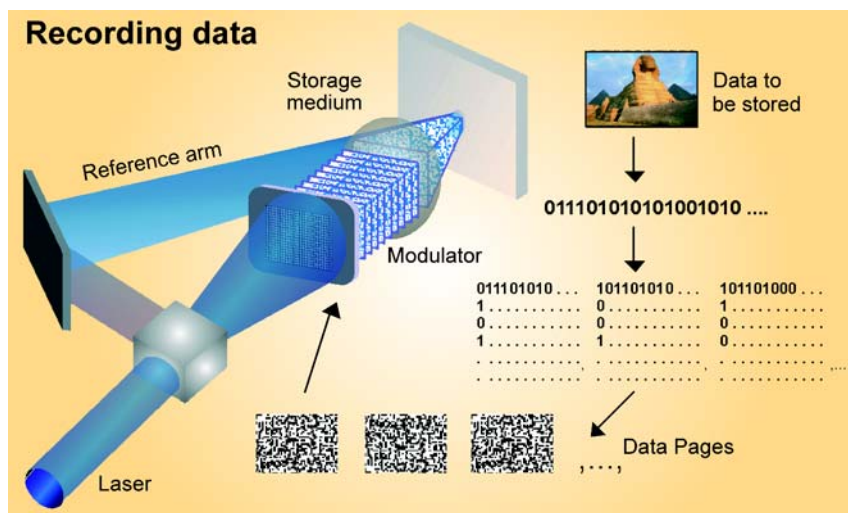 Recording data
Storage
medium
Data to
be stored
Reference arm
011101010101001010 ....
Modulator
011101010 . . .
1 . . . . . . . . . . .
0 . . . . . . . . . . .
1 . . . . . . . . . . .
. . . . . . . . . . . .
. . . . . . . . . . . . ,
101101010 . . .
0 . . . . . . . . . . .
0 . . . . . . . . . . .
1 . . . . . . . . . . .
. . . . . . . . . . . .
. . . . . . . . . . . . ,
101101000 . . .
1 . . . . . . . . . . .
0 . . . . . . . . . . .
0 . . . . . . . . . . .
. . . . . . . . . . . .
. . . . . . . . . . . . ,...
Data Pages
,...,
Laser